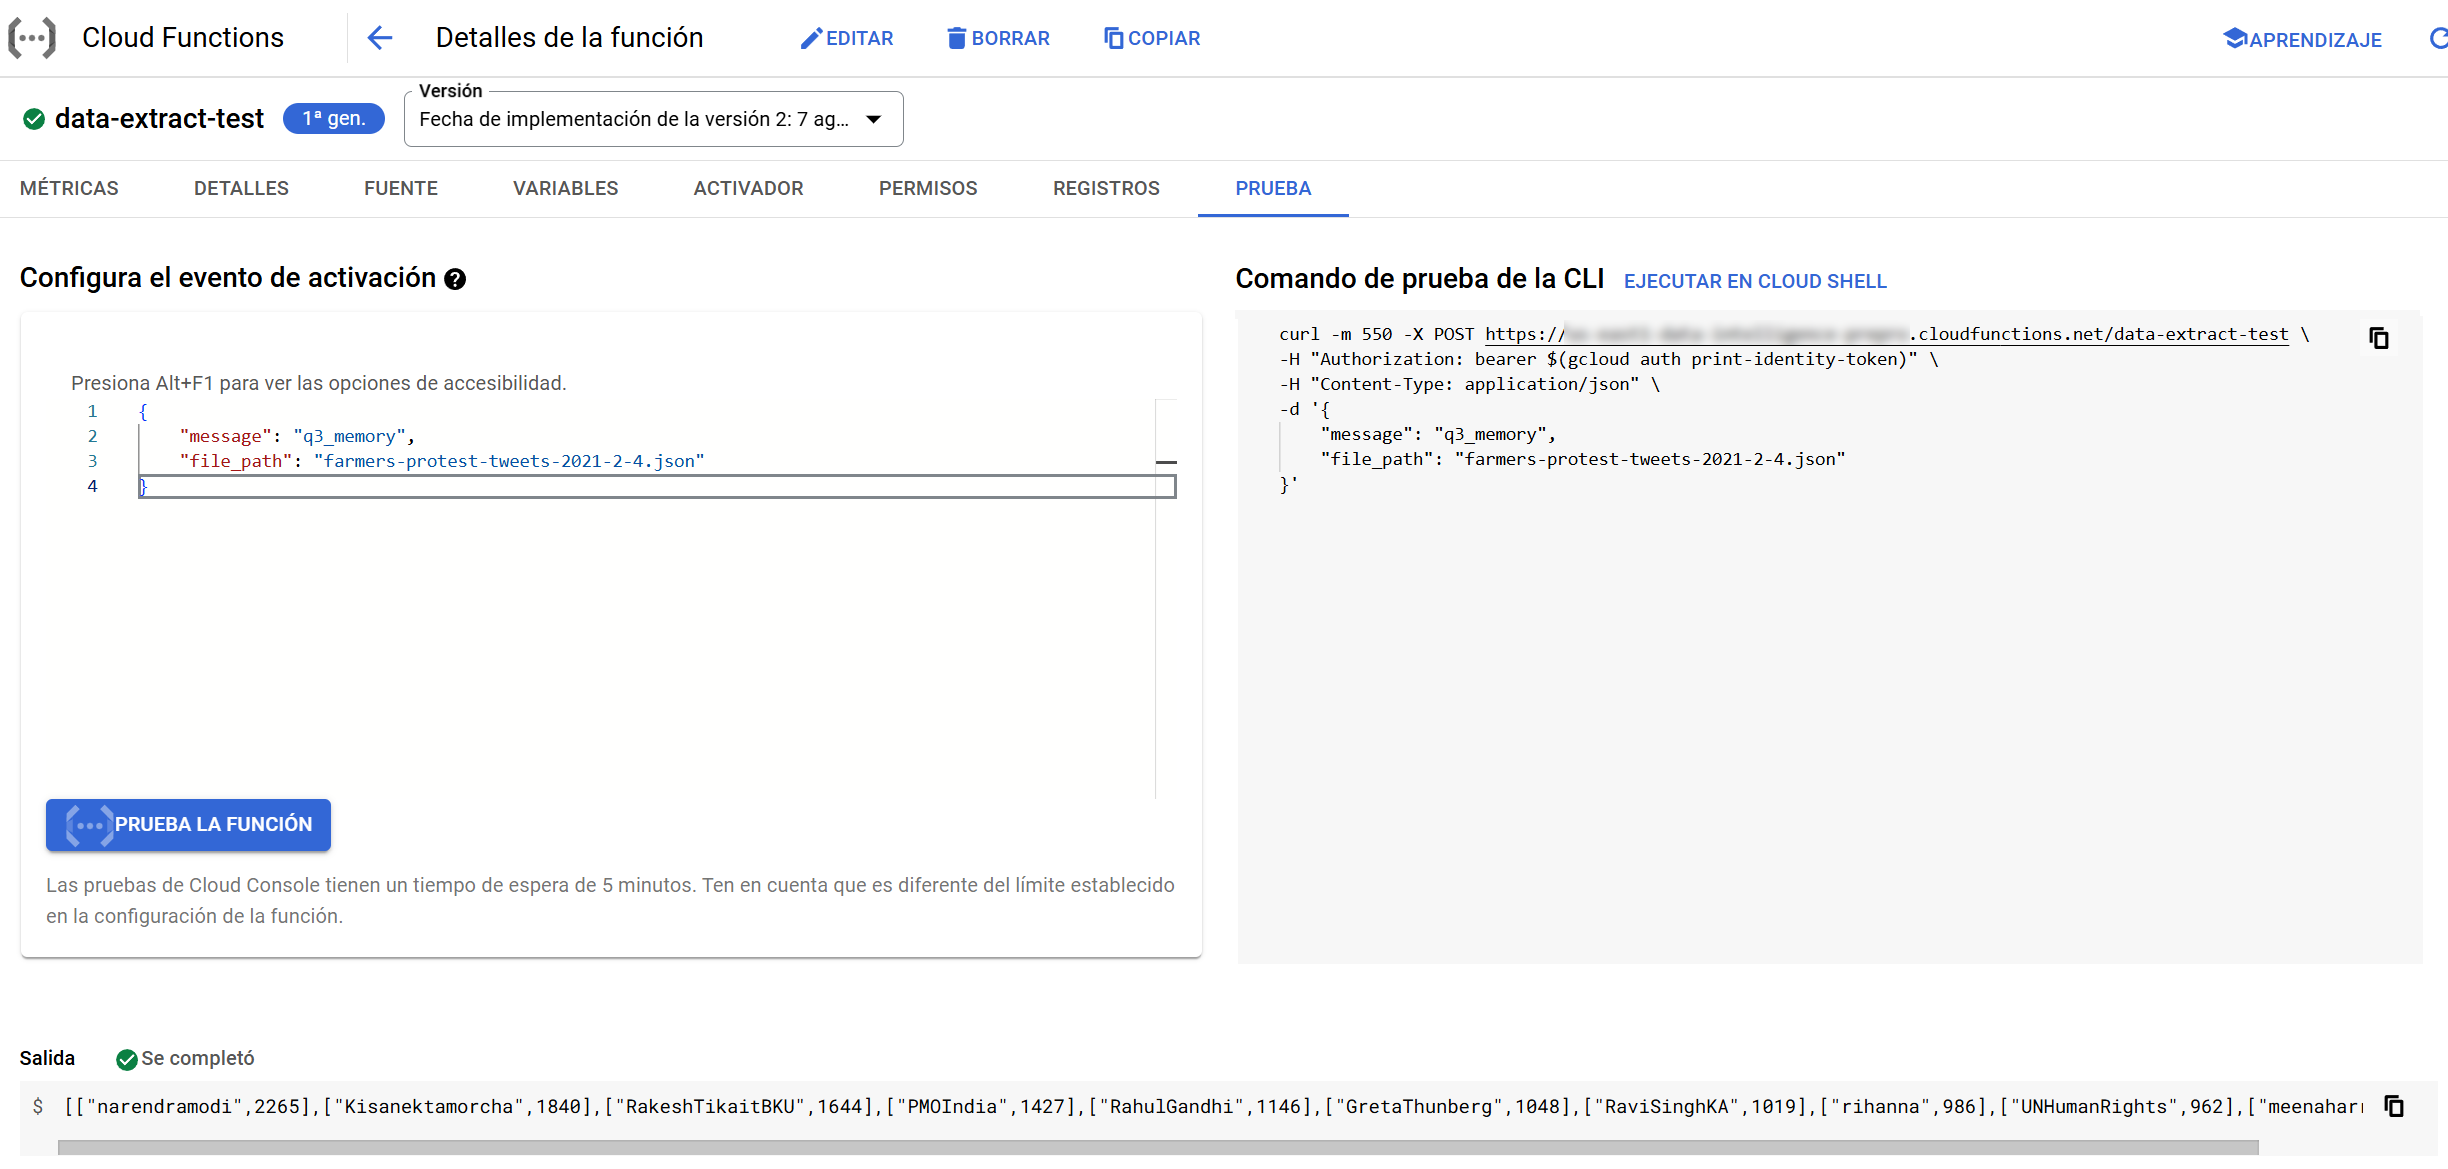 Cloud Functions
Detalles de la función
EDITAR
BORRAR
COPIAR
APRENDIZAJE
data-extract-test
1ª gen.
Versión
Fecha de implementación de la versión 2: 7 ag...
MÉTRICAS
DETALLES
FUENTE
VARIABLES
ACTIVADOR
PERMISOS
REGISTROS
PRUEBA
Configura el evento de activación
Presiona Alt+F1 para ver las opciones de accesibilidad.
1 {
2 "message": "q3_memory",
3 "file_path": "farmers-protest-tweets-2021-2-4.json"
4 }
PRUEBA LA FUNCIÓN
Las pruebas de Cloud Console tienen un tiempo de espera de 5 minutos. Ten en cuenta que es diferente del límite establecido
en la configuración de la función.
Comando de prueba de la CLI
EJECUTAR EN CLOUD SHELL
curl -m 550 -X POST https://.cloudfunctions.net/data-extract-test \
-H "Authorization: bearer $(gcloud auth print-identity-token)" \
-H "Content-Type: application/json" \
-d '{
"message": "q3_memory",
"file_path": "farmers-protest-tweets-2021-2-4.json"
}'
Salida
Se completó
$ [["narendramodi",2265],["Kisanektamorcha",1840],["RakeshTikaitBKU",1644],["PMOIndia",1427],["RahulGandhi",1146],["GretaThunberg",1048],["RaviSinghKA",1019],["rihanna",986],["UNHumanRights",962],["meenahar